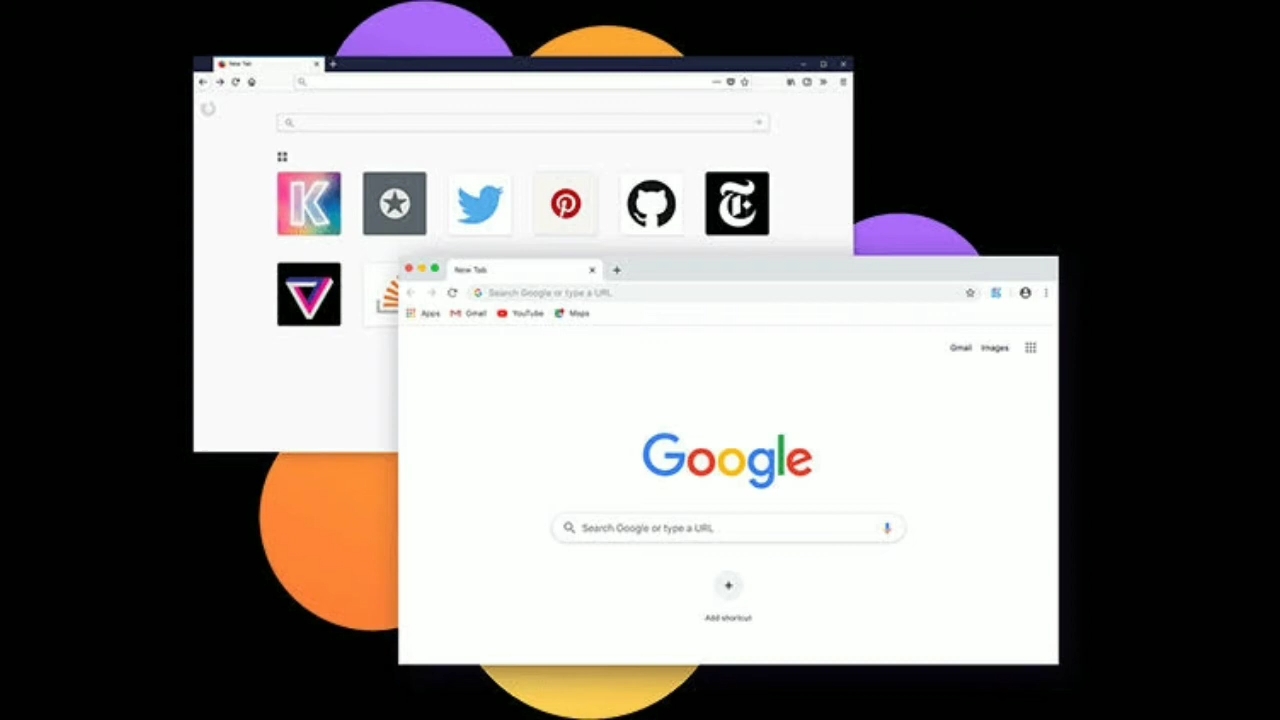 New Tab
K
New Tab
Search Google or type a URL
Apps Gmail YouTube Maps
Gmail Images
Google
Search Google or type a URL
Add shortcut